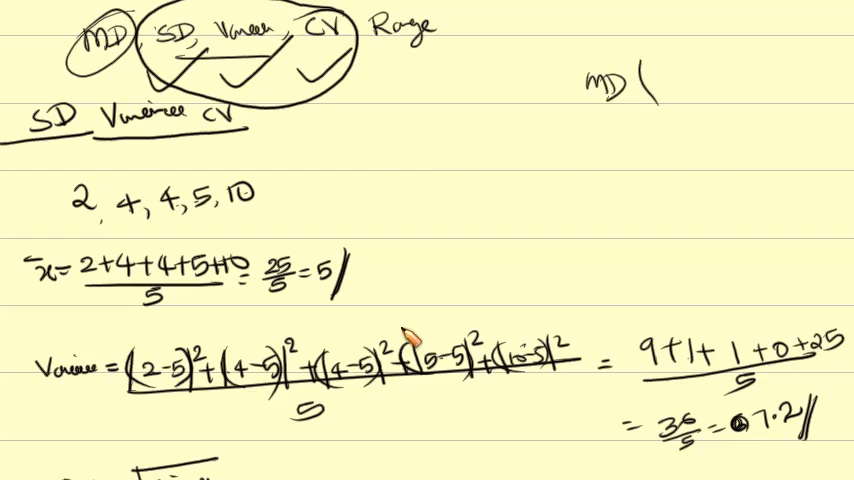 MD, SD, Variance, CV Range
MD (
SD Variance CV
2, 4, 4, 5, 10
x̄ = 2+4+4+5+10 / 5 = 25/5 = 5 //
Variance = (2-5)² + (4-5)² + (4-5)² + (5-5)² + (10-5)² / 5 = 9+1+1+0+25 / 5
= 36/5 = 7.2 //